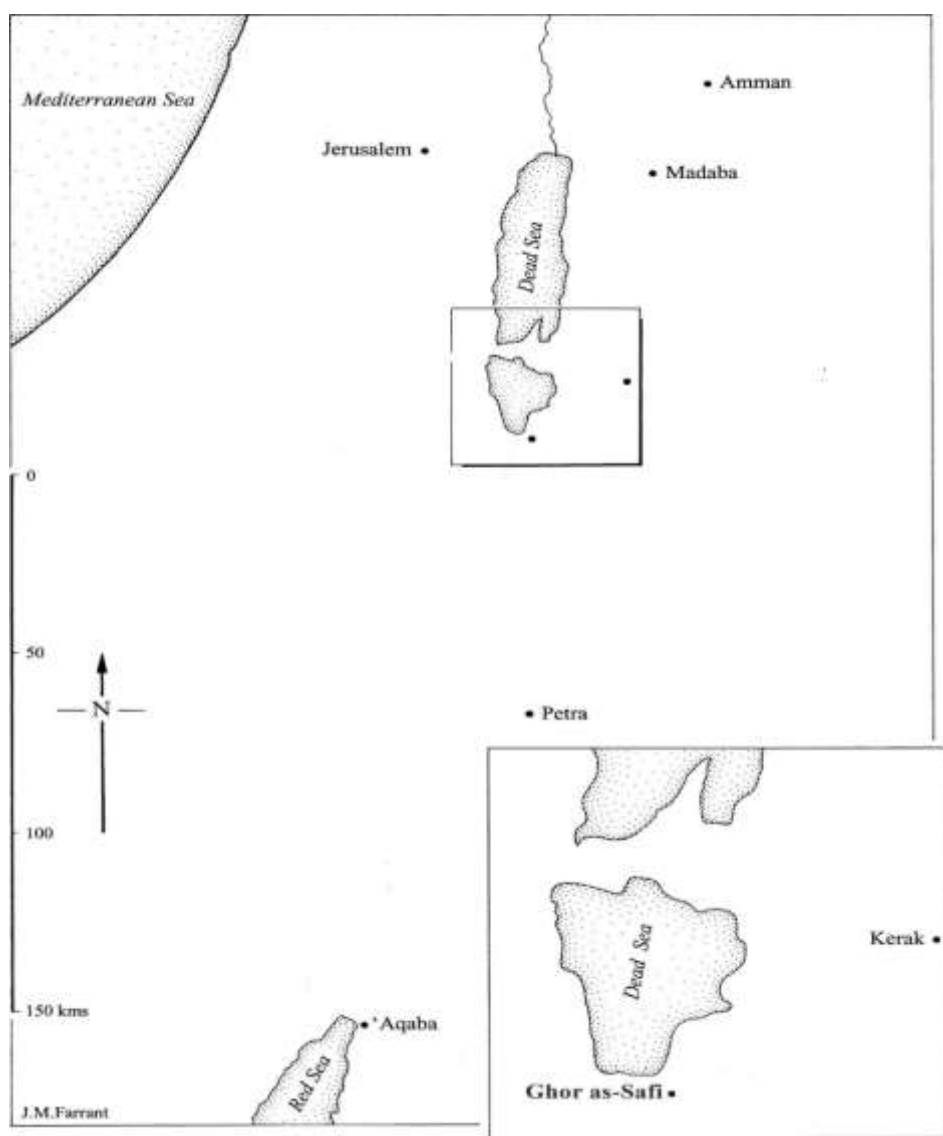 Mediterranean Sea
Amman
Jerusalem
Madaba
Dead Sea
0
50
N
Petra
100
Kerak
Dead Sea
150 kms
'Aqaba
Red Sea
Ghor as-Safi
J.M.Farrant